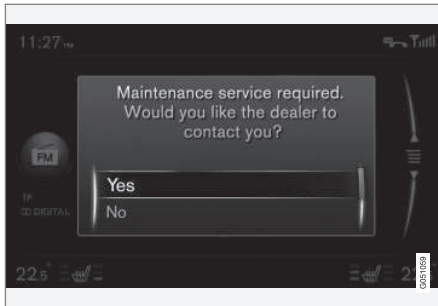 11:27 PM
Maintenance service required.
Would you like the dealer to
contact you?
FM
Yes
No
TP
DIGITAL
22.5°
G051059